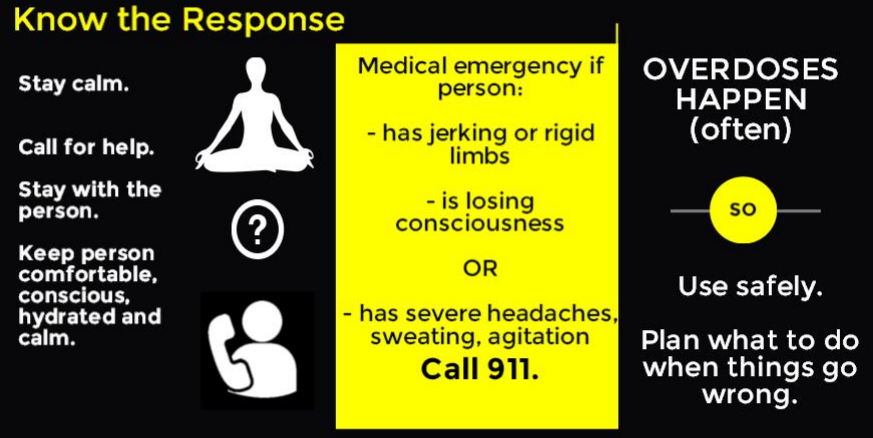 Know the Response
Stay calm.
Call for help.
Stay with the
person.
Keep person
comfortable,
conscious,
hydrated and
calm.
?
Medical emergency if
person:
- has jerking or rigid
limbs
- is losing
consciousness
OR
- has severe headaches,
sweating, agitation
Call 911.
OVERDOSES
HAPPEN
(often)
SO
Use safely.
Plan what to do
when things go
wrong.